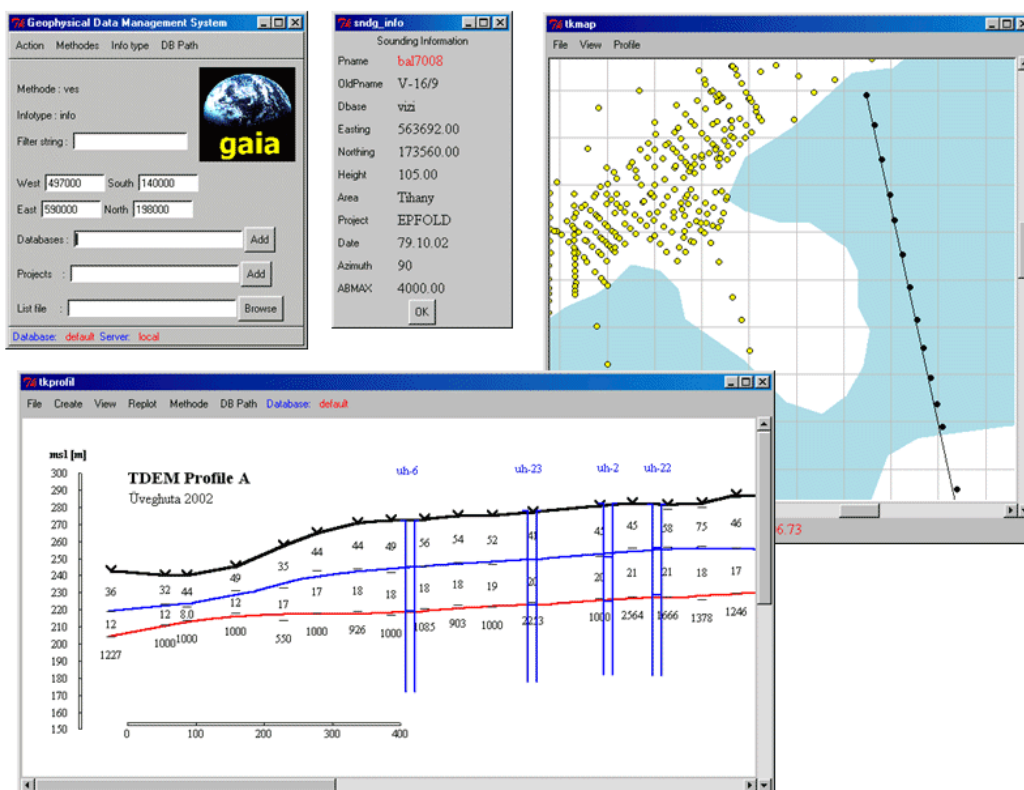 Geophysical Data Management System
Action Methodes Info type DB Path
Methode : ves
Infotype : info
Filter string :
gaia
West 497000 South 140000
East 590000 North 198000
Databases : Add
Projects : Add
List file : Browse
Database: default Server: local
sndg_info
Sounding Information
Pname bal7008
OldPname V-16/9
Dbase vizi
Easting 563692.00
Northing 173560.00
Height 105.00
Area Tihany
Project EPFOLD
Date 79.10.02
Azimuth 90
ABMAX 4000.00
OK
tkmap
File View Profile
6.73
tkprofil
File Create View Replot Methode DB Path Database: default
msl [m]
TDEM Profile A
Üveghuta 2002
uh-6 uh-23 uh-2 uh-22
300
290
280
270
260
250
240
230
220
210
200
190
180
170
160
150
36 32 44 49 35 44 44 49 56 54 52 41 45 45 58 75 46
12 12 8.0 12 17 17 18 18 18 18 19 20 20 21 21 18 17
1227 1000 1000 1000 550 1000 926 1000 1085 903 1000 2253 1000 2564 1666 1378 1246
0 100 200 300 400